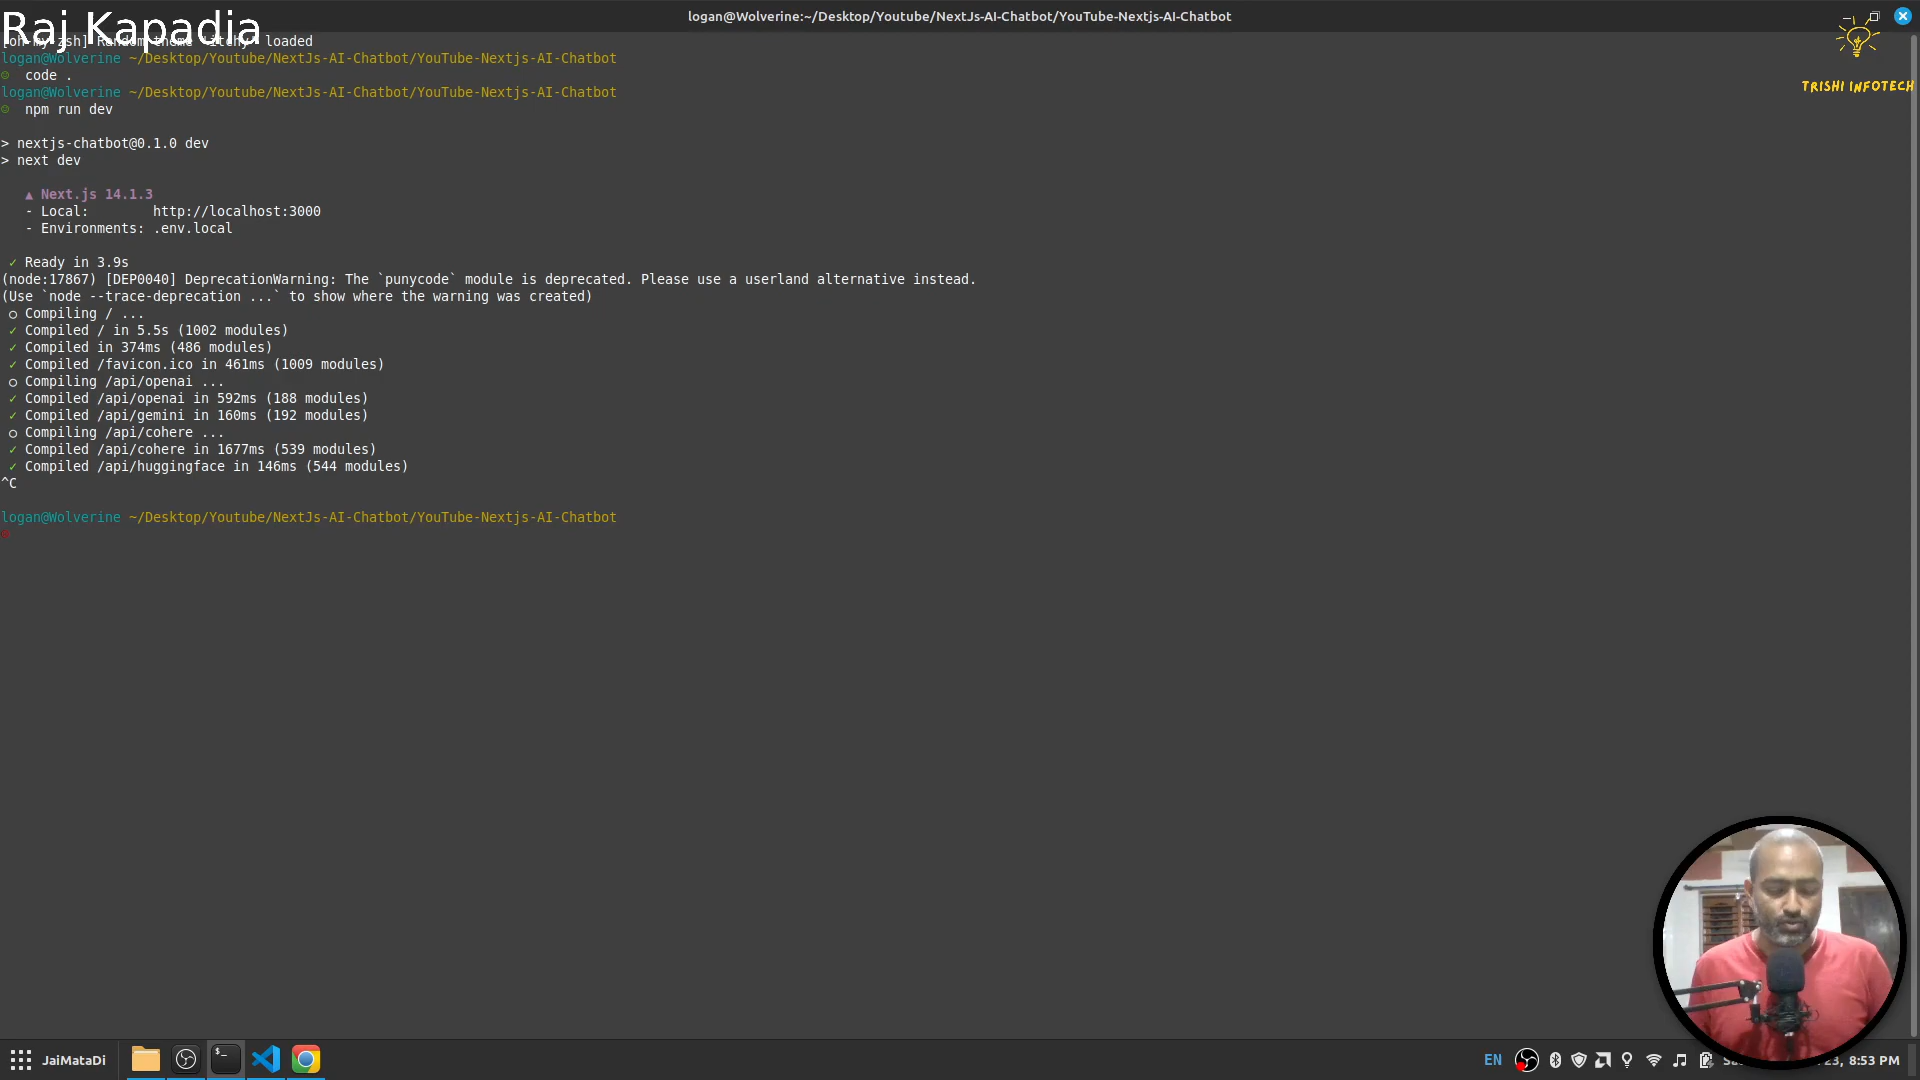 logan@Wolverine:~/Desktop/Youtube/NextJs-AI-Chatbot/YouTube-Nextjs-AI-Chatbot
Raj Kapadia
TRISHI INFOTECH
[oh-my-zsh] Random theme loaded
logan@Wolverine ~/Desktop/Youtube/NextJs-AI-Chatbot/YouTube-Nextjs-AI-Chatbot
☺ code .
logan@Wolverine ~/Desktop/Youtube/NextJs-AI-Chatbot/YouTube-Nextjs-AI-Chatbot
☺ npm run dev
> nextjs-chatbot@0.1.0 dev
> next dev
▲ Next.js 14.1.3
- Local: http://localhost:3000
- Environments: .env.local
✓ Ready in 3.9s
(node:17867) [DEP0040] DeprecationWarning: The `punycode` module is deprecated. Please use a userland alternative instead.
(Use `node --trace-deprecation ...` to show where the warning was created)
○ Compiling / ...
✓ Compiled / in 5.5s (1002 modules)
✓ Compiled in 374ms (486 modules)
✓ Compiled /favicon.ico in 461ms (1009 modules)
○ Compiling /api/openai ...
✓ Compiled /api/openai in 592ms (188 modules)
✓ Compiled /api/gemini in 160ms (192 modules)
○ Compiling /api/cohere ...
✓ Compiled /api/cohere in 1677ms (539 modules)
✓ Compiled /api/huggingface in 146ms (544 modules)
^C
logan@Wolverine ~/Desktop/Youtube/NextJs-AI-Chatbot/YouTube-Nextjs-AI-Chatbot
JaiMataDi
EN
23, 8:53 PM